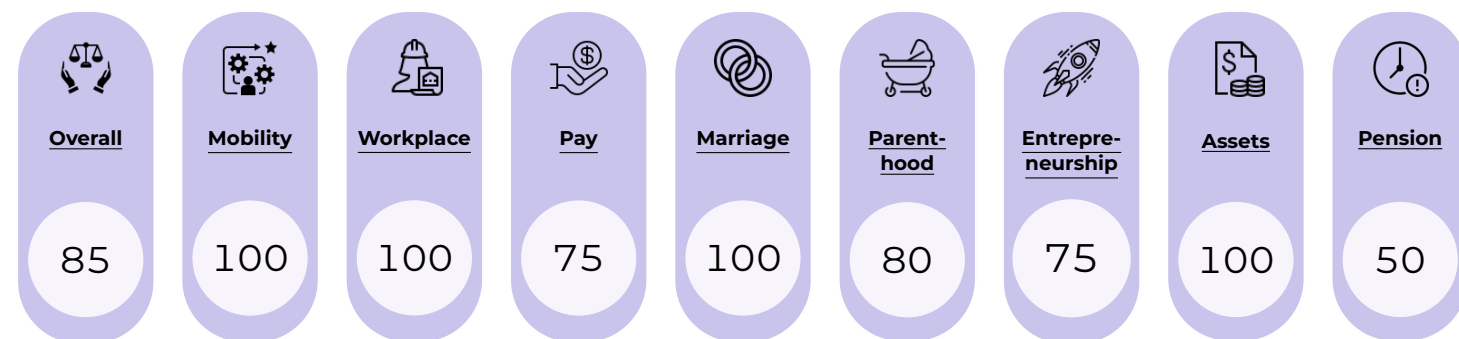 Overall
Mobility
Workplace
Pay
Marriage
Parent-
hood
Entrepre-
neurship
Assets
Pension
85
100
100
75
100
80
75
100
50